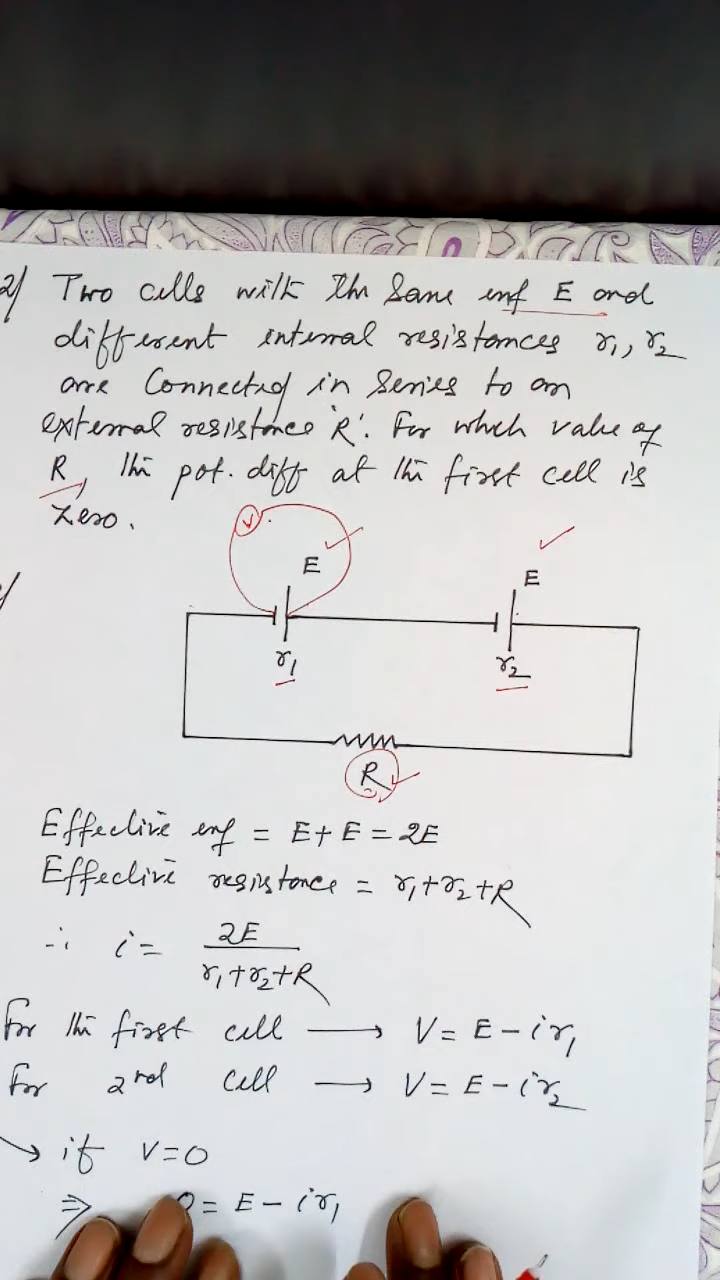 2) Two cells with the same emf E and
different internal resistances r₁, r₂
are Connected in Series to an
external resistance 'R'. For which value of
R, the pot. diff at the first cell is
zero.
V
E
E
r₁
r₂
R
Effective emf = E + E = 2E
Effective resistance = r₁+r₂+R
∴ i = 2E / r₁+r₂+R
For the first cell ⟶ V = E - ir₁
For 2nd cell ⟶ V = E - ir₂
↘ if V=0
⇒ 0 = E - ir₁